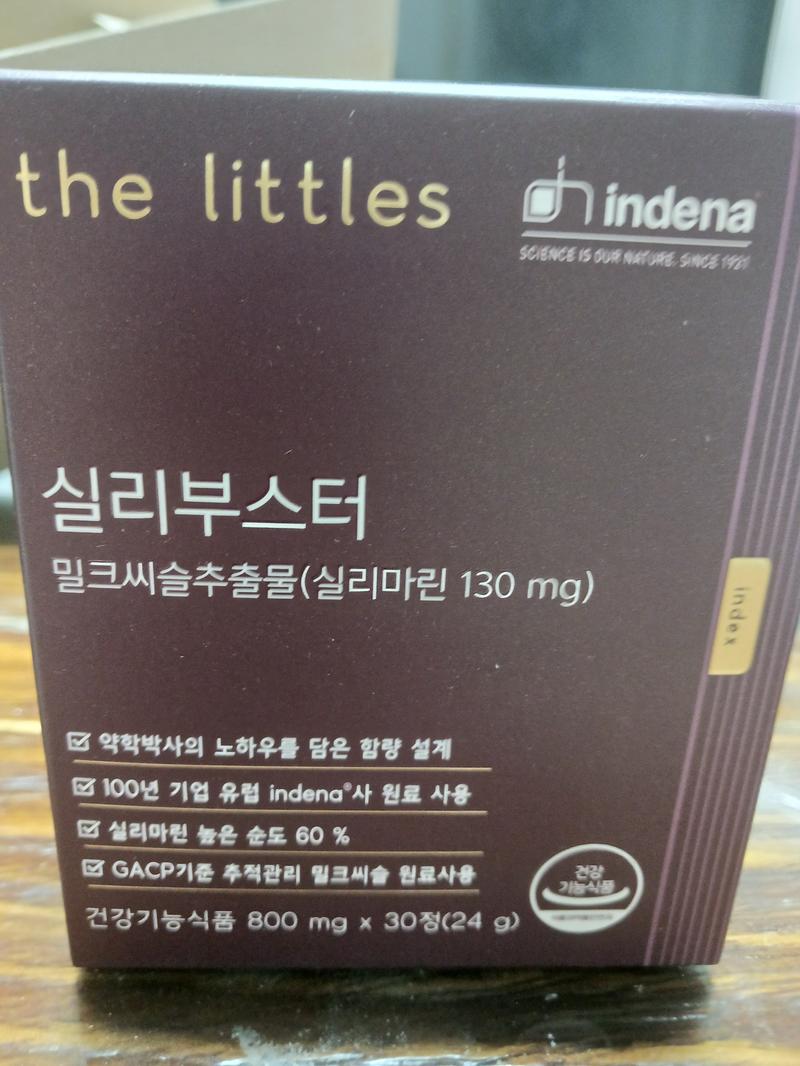 the littles
indena
SCIENCE IS OUR NATURE. SINCE 1921
실리부스터
밀크씨슬추출물(실리마린 130 mg)
index
☑ 약학박사의 노하우를 담은 함량 설계
☑ 100년 기업 유럽 indena®사 원료 사용
☑ 실리마린 높은 순도 60 %
☑ GACP기준 추적관리 밀크씨슬 원료사용
건강기능식품 800 mg x 30정(24 g)
건강
기능식품